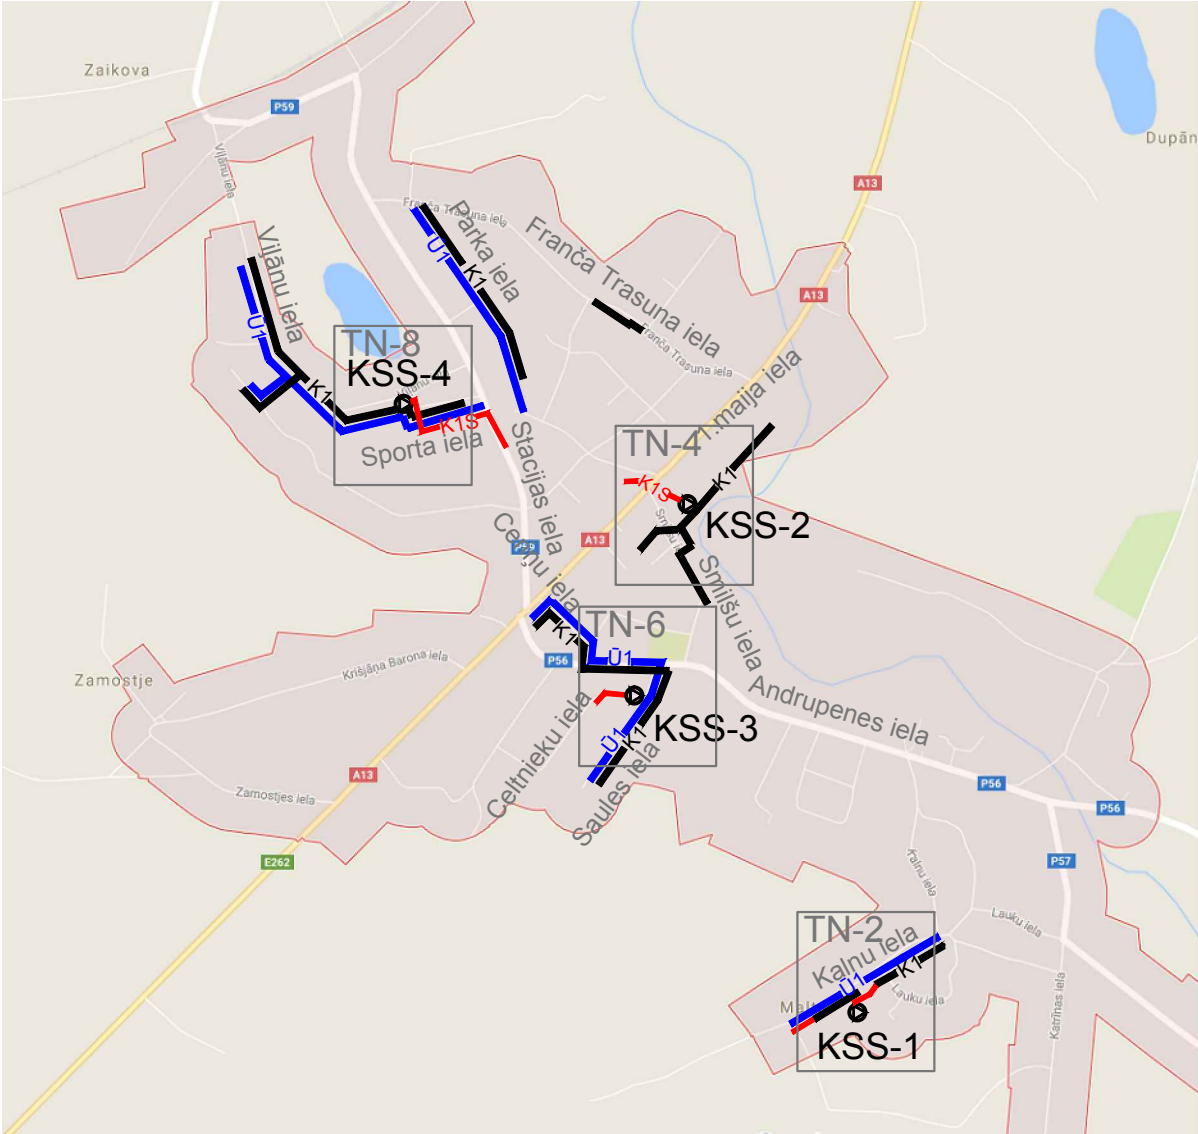 Zaikova
P59
Dupān
Viļānu iela
A13
Franča Trasuna iela
Parka iela
Franča Trasuna iela
Viļānu iela
Ū1
K1
A13
Ū1
TN-8
KSS-4
Franča Trasuna iela
1.maija iela
K1
K1S
Sporta iela
Stacijas iela
TN-4
K1S
K1
KSS-2
P59
A13
Ceriņu iela
Smilšu iela
TN-6
K1
Ū1
P56
Krišjāņa Barona iela
Zamostje
Andrupenes iela
KSS-3
Ū1
K1
Celtnieku iela
Saules iela
A13
Zamostjes iela
P56
P56
E262
P57
Kalnu iela
Lauku iela
TN-2
Kalnu iela
K1
Ū1
Lauku iela
Katrīnas iela
KSS-1